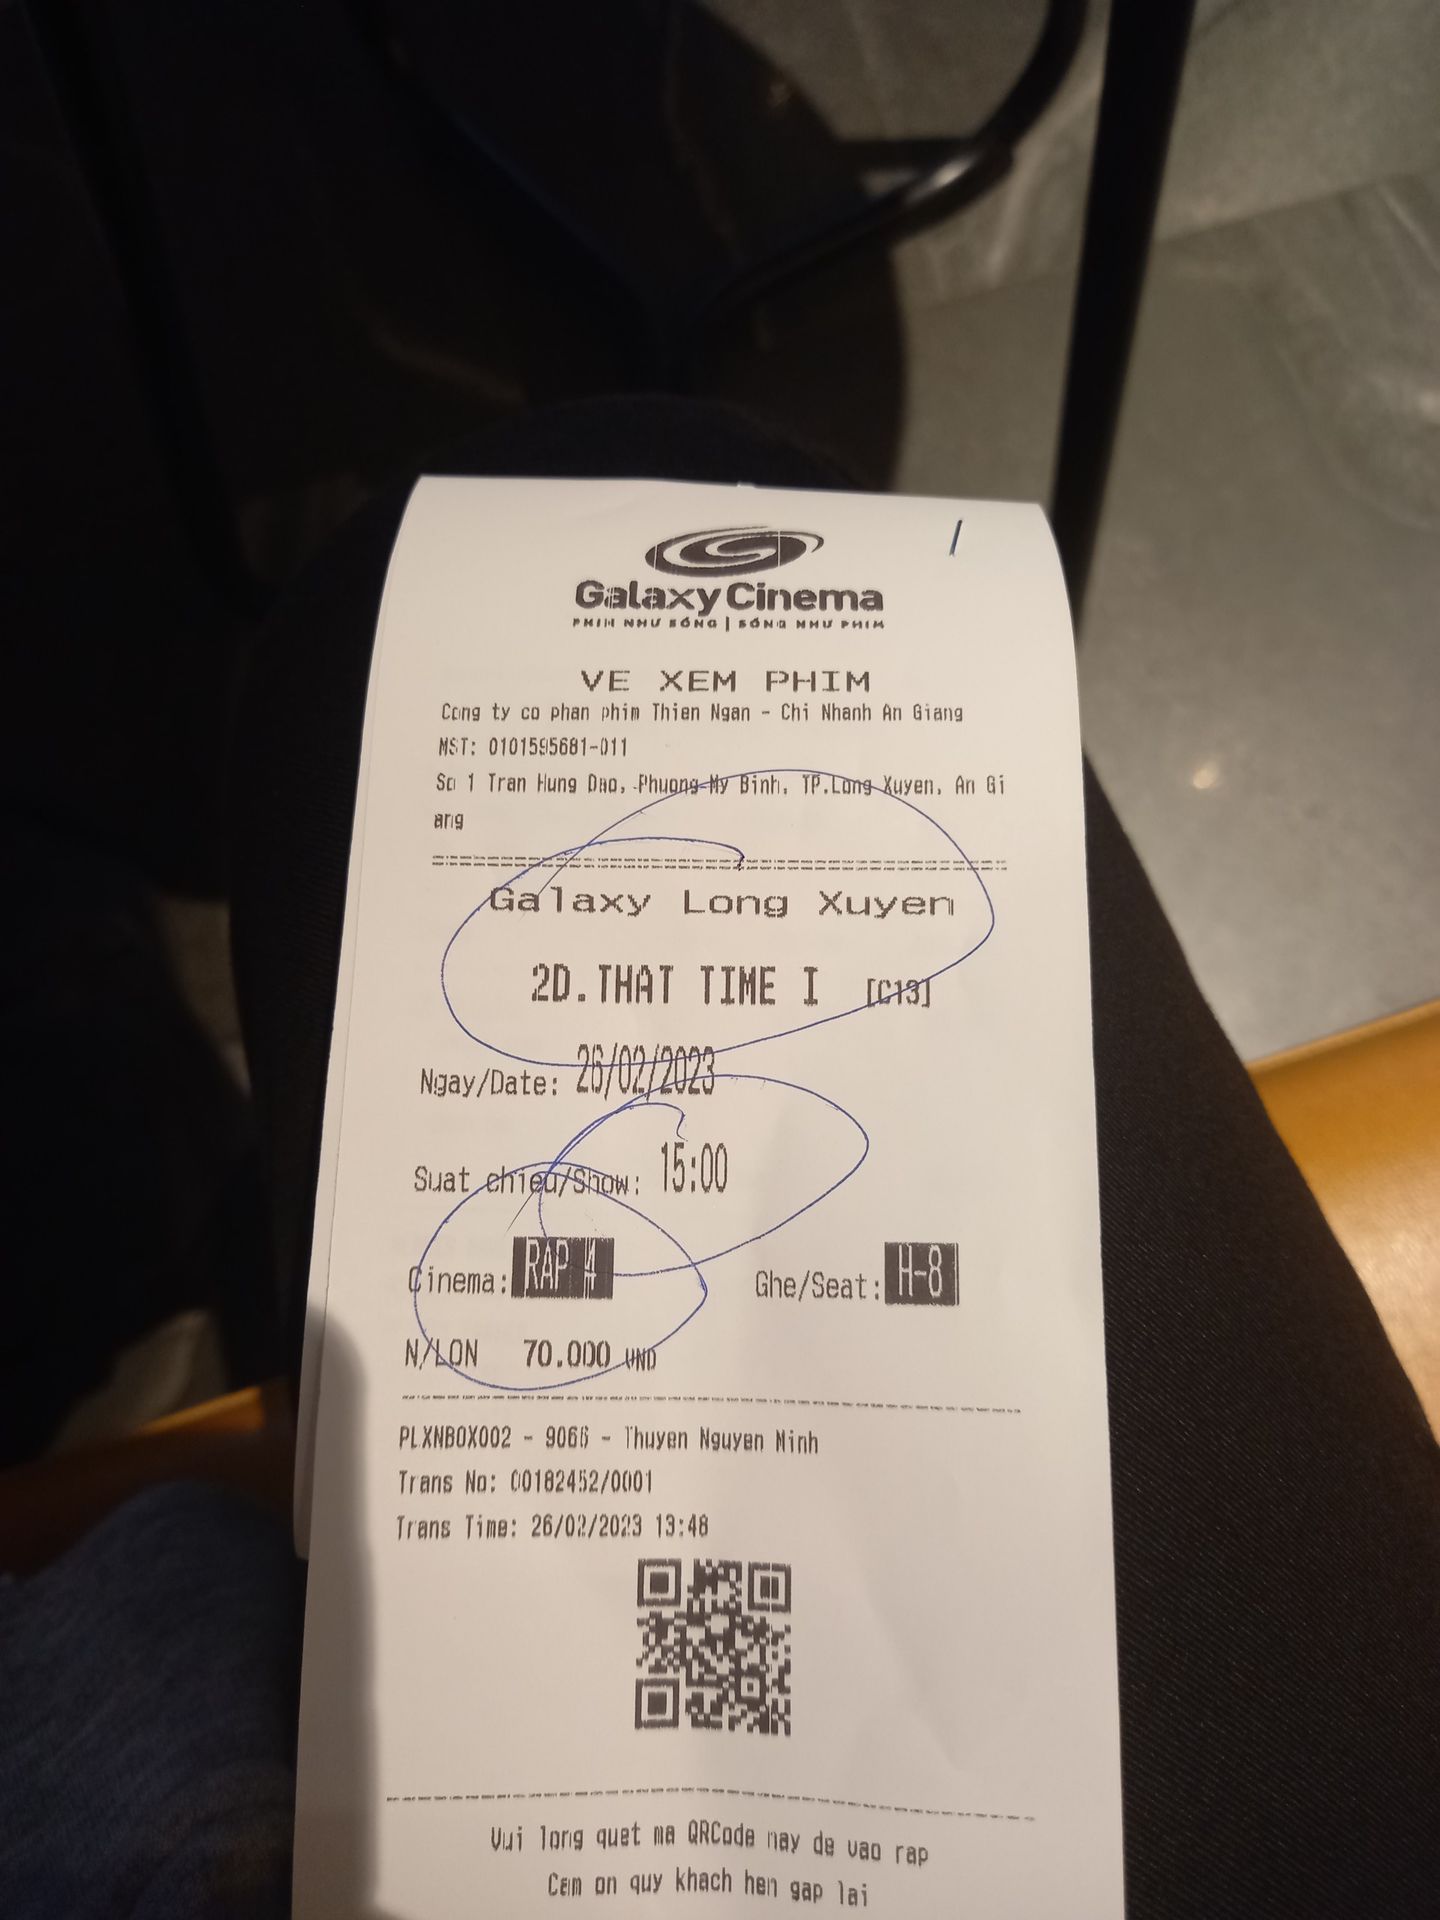 Galaxy Cinema
PHIM NHƯ SỐNG | SỐNG NHƯ PHIM
VE XEM PHIM
Cong ty co phan phim Thien Ngan - Chi Nhanh An Giang
MST: 0101595681-011
So 1 Tran Hung Dao, Phuong My Binh, TP.Long Xuyen, An Gi
ang
Galaxy Long Xuyen
2D.THAT TIME I [C13]
Ngay/Date: 26/02/2023
Suat chieu/Show: 15:00
Cinema: RAP 4 Ghe/Seat: H-8
N/LON 70.000 VND
PLXNBOX002 - 9066 - Thuyen Nguyen Minh
Trans No: 00182452/0001
Trans Time: 26/02/2023 13:48
Vui long quet ma QRCode nay de vao rap
Cam on quy khach hen gap lai